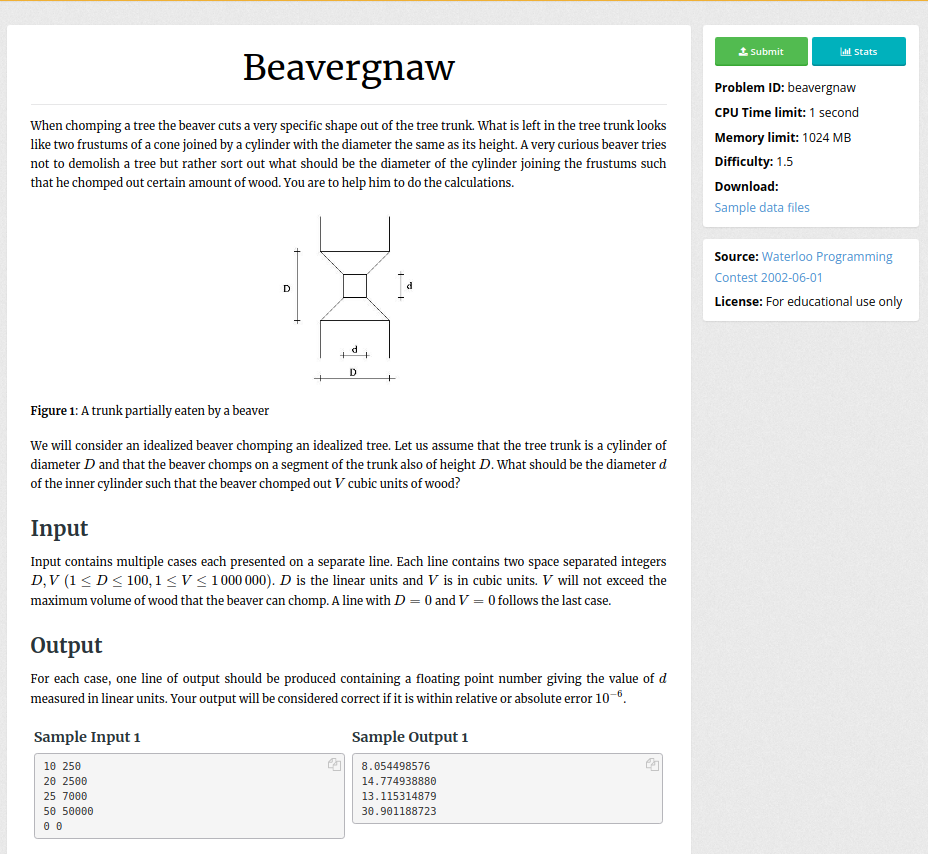 Beavergnaw
When chomping a tree the beaver cuts a very specific shape out of the tree trunk. What is left in the tree trunk looks
like two frustums of a cone joined by a cylinder with the diameter the same as its height. A very curious beaver tries
not to demolish a tree but rather sort out what should be the diameter of the cylinder joining the frustums such
that he chomped out certain amount of wood. You are to help him to do the calculations.
D
d
d
D
Figure 1: A trunk partially eaten by a beaver
We will consider an idealized beaver chomping an idealized tree. Let us assume that the tree trunk is a cylinder of
diameter D and that the beaver chomps on a segment of the trunk also of height D. What should be the diameter d
of the inner cylinder such that the beaver chomped out V cubic units of wood?
Input
Input contains multiple cases each presented on a separate line. Each line contains two space separated integers
D, V (1 ≤ D ≤ 100, 1 ≤ V ≤ 1 000 000). D is the linear units and V is in cubic units. V will not exceed the
maximum volume of wood that the beaver can chomp. A line with D = 0 and V = 0 follows the last case.
Output
For each case, one line of output should be produced containing a floating point number giving the value of d
measured in linear units. Your output will be considered correct if it is within relative or absolute error 10⁻⁶.
Sample Input 1
10 250
20 2500
25 7000
50 50000
0 0
Sample Output 1
8.054498576
14.774938880
13.115314879
30.901188723
Submit
Stats
Problem ID: beavergnaw
CPU Time limit: 1 second
Memory limit: 1024 MB
Difficulty: 1.5
Download:
Sample data files
Source: Waterloo Programming
Contest 2002-06-01
License: For educational use only